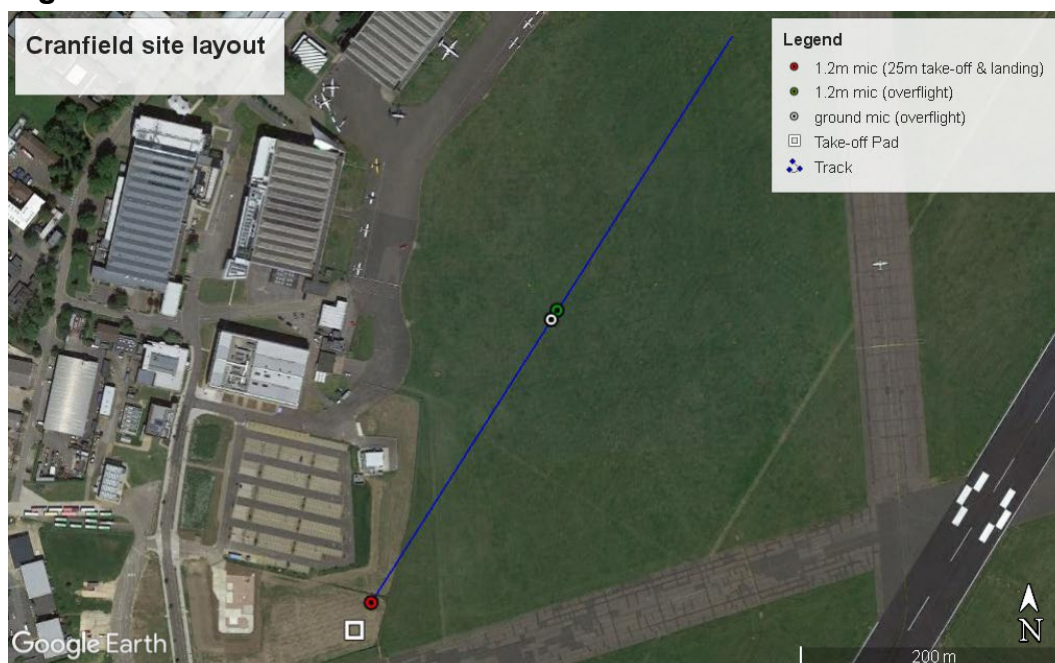 Cranfield site layout
Legend
1.2m mic (25m take-off & landing)
1.2m mic (overflight)
ground mic (overflight)
Take-off Pad
Track
N
Google Earth
200 m